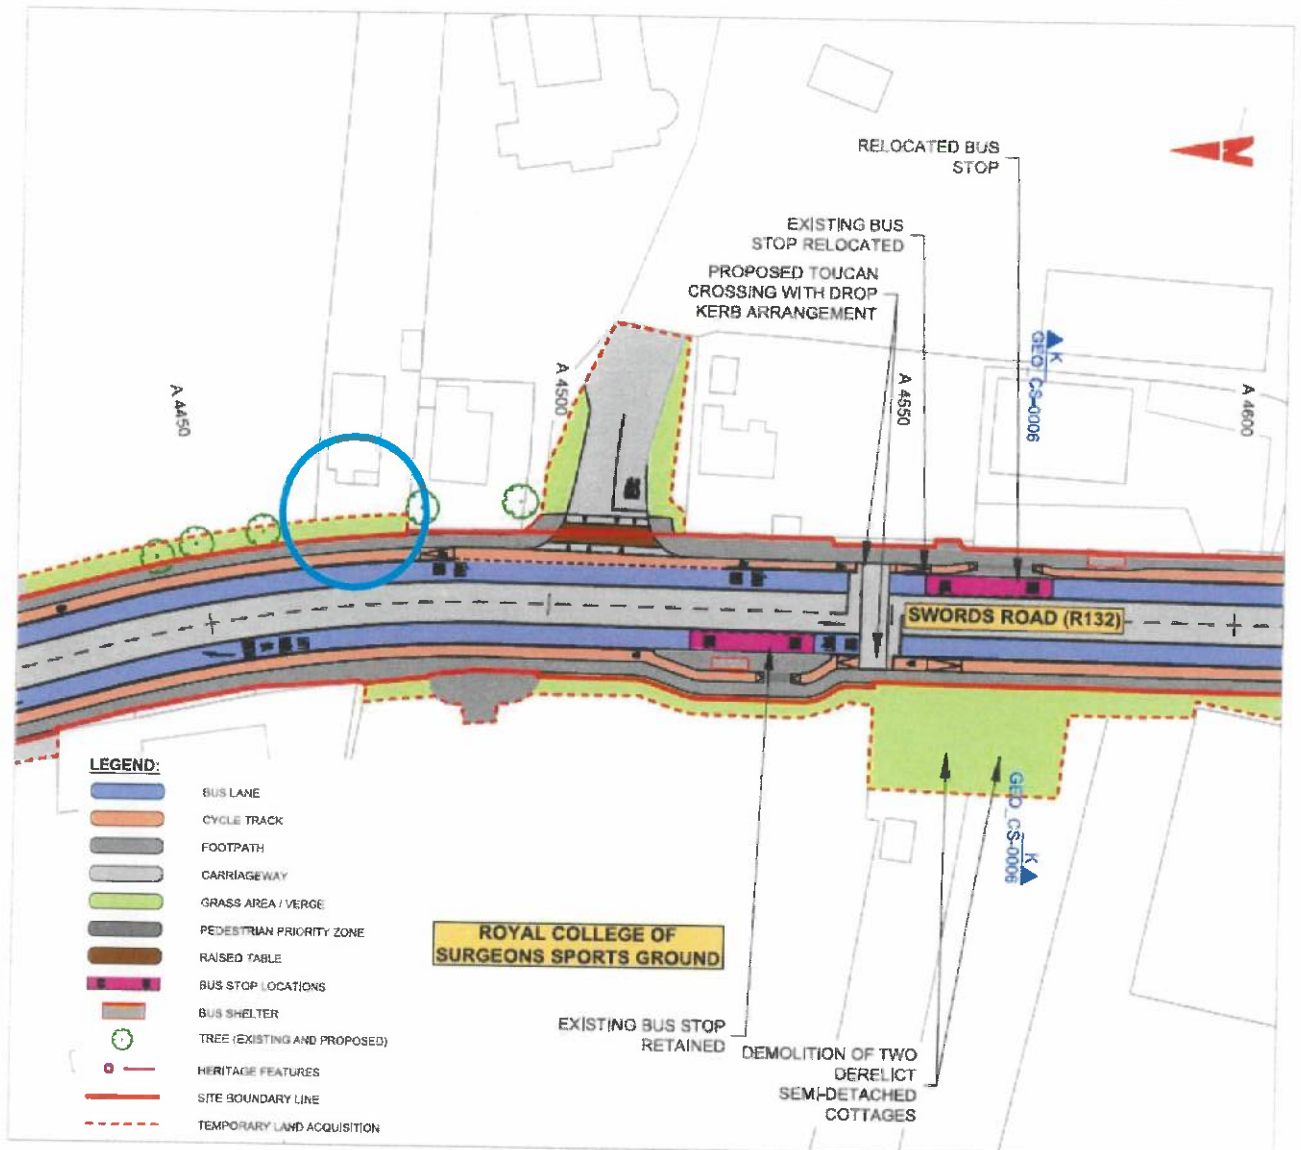 RELOCATED BUS
STOP
EXISTING BUS
STOP RELOCATED
PROPOSED TOUCAN
CROSSING WITH DROP
KERB ARRANGEMENT
A 4450
A 4500
A 4550
A 4600
K
GEO_CS-0006
SWORDS ROAD (R132)
GEO_CS-0006
K
LEGEND:
BUS LANE
CYCLE TRACK
FOOTPATH
CARRIAGEWAY
GRASS AREA / VERGE
PEDESTRIAN PRIORITY ZONE
RAISED TABLE
BUS STOP LOCATIONS
BUS SHELTER
TREE (EXISTING AND PROPOSED)
HERITAGE FEATURES
SITE BOUNDARY LINE
TEMPORARY LAND ACQUISITION
ROYAL COLLEGE OF
SURGEONS SPORTS GROUND
EXISTING BUS STOP
RETAINED
DEMOLITION OF TWO
DERELICT
SEMI-DETACHED
COTTAGES